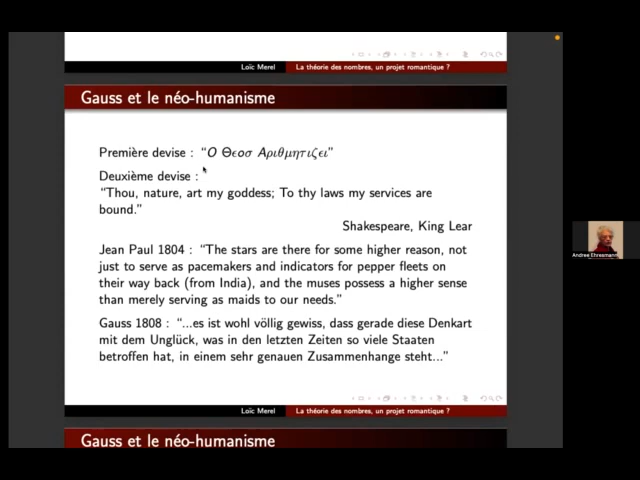 Loïc Merel La théorie des nombres, un projet romantique ?
Gauss et le néo-humanisme
Première devise : “O Θεοσ Αριθμητιζει”
Deuxième devise :
“Thou, nature, art my goddess; To thy laws my services are
bound.”
Shakespeare, King Lear
Jean Paul 1804 : “The stars are there for some higher reason, not
just to serve as pacemakers and indicators for pepper fleets on
their way back (from India), and the muses possess a higher sense
than merely serving as maids to our needs.”
Gauss 1808 : “...es ist wohl völlig gewiss, dass gerade diese Denkart
mit dem Unglück, was in den letzten Zeiten so viele Staaten
betroffen hat, in einem sehr genauen Zusammenhange steht...”
Loïc Merel La théorie des nombres, un projet romantique ?
Gauss et le néo-humanisme
Andree Ehresmann